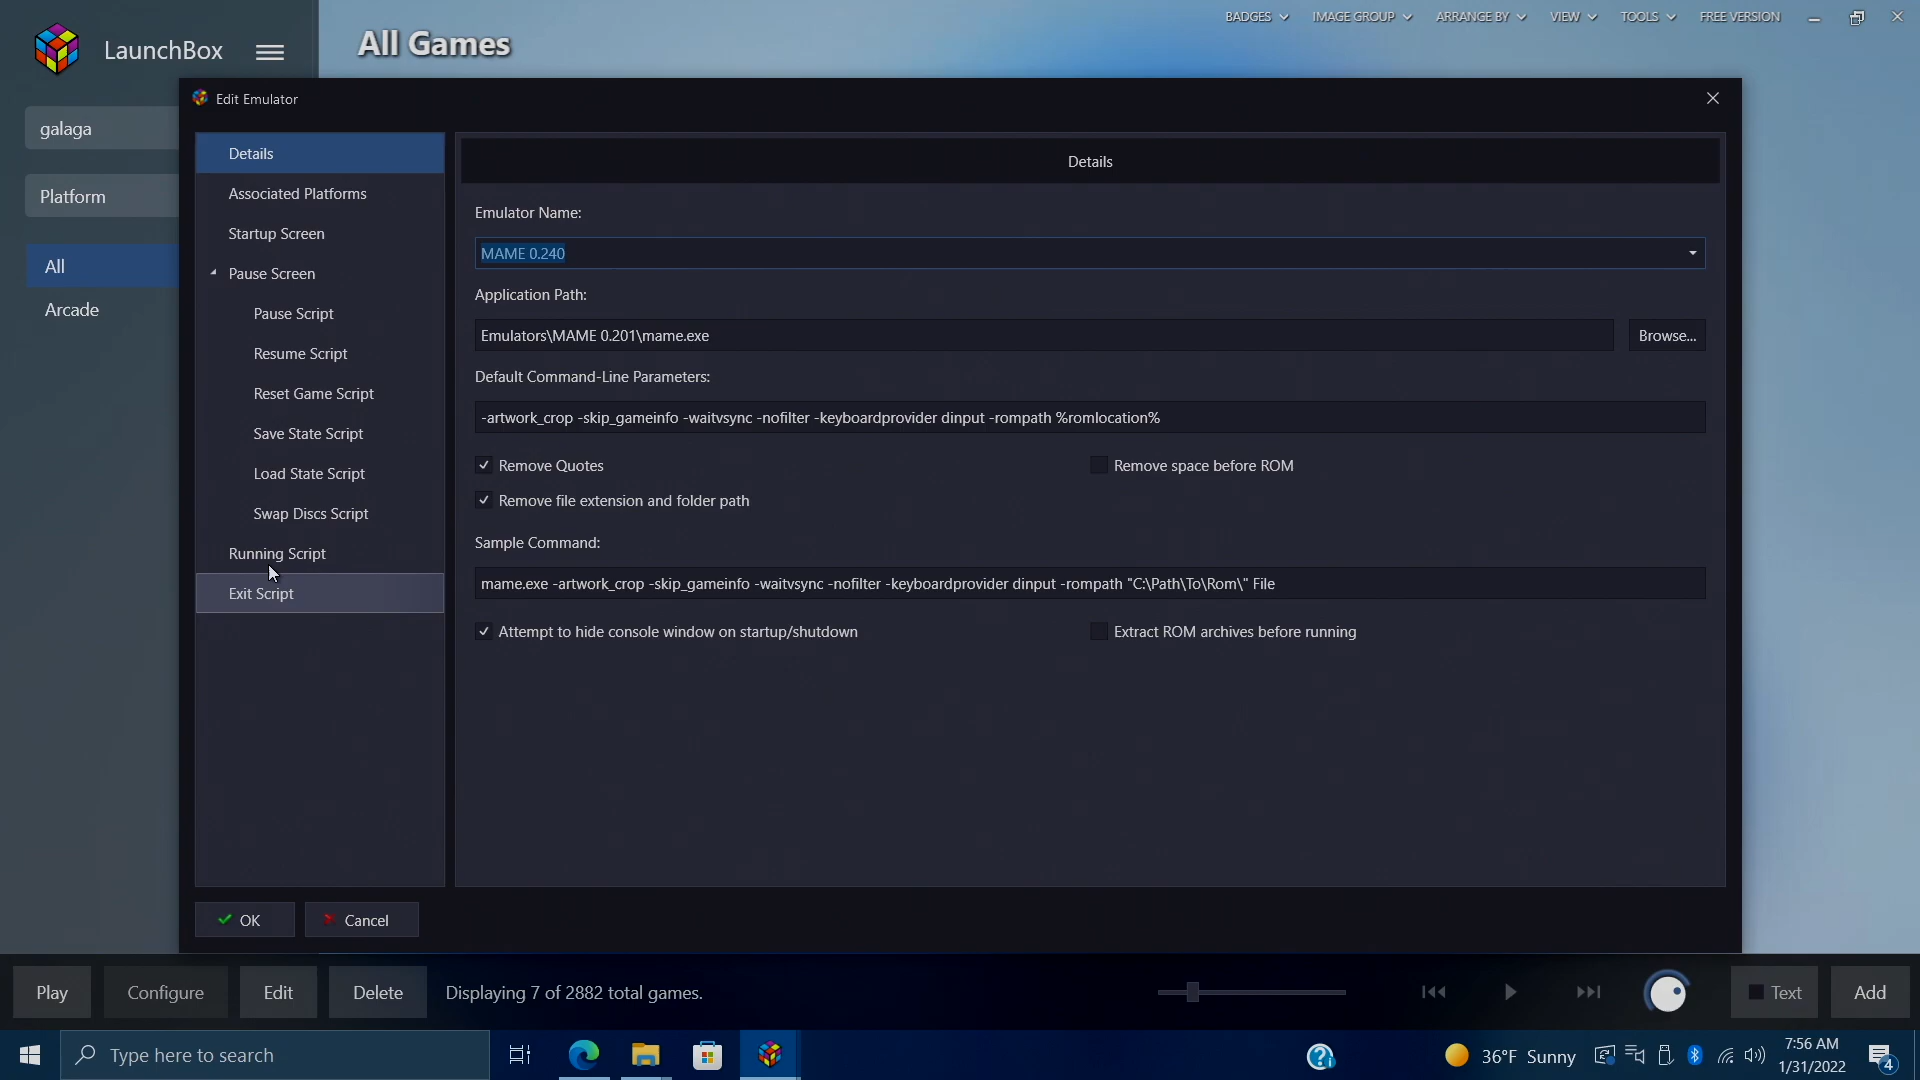 BADGES
IMAGE GROUP
ARRANGE BY
VIEW
TOOLS
FREE VERSION
LaunchBox
All Games
galaga
Platform
All
Arcade
Edit Emulator
Details
Associated Platforms
Startup Screen
Pause Screen
Pause Script
Resume Script
Reset Game Script
Save State Script
Load State Script
Swap Discs Script
Running Script
Exit Script
Details
Emulator Name:
MAME 0.240
Application Path:
Emulators\MAME 0.201\mame.exe
Browse...
Default Command-Line Parameters:
-artwork_crop -skip_gameinfo -waitvsync -nofilter -keyboardprovider dinput -rompath %romlocation%
Remove Quotes
Remove space before ROM
Remove file extension and folder path
Sample Command:
mame.exe -artwork_crop -skip_gameinfo -waitvsync -nofilter -keyboardprovider dinput -rompath "C:\Path\To\Rom\" File
Attempt to hide console window on startup/shutdown
Extract ROM archives before running
OK
Cancel
Play
Configure
Edit
Delete
Displaying 7 of 2882 total games.
Text
Add
Type here to search
36°F Sunny
7:56 AM
1/31/2022
4